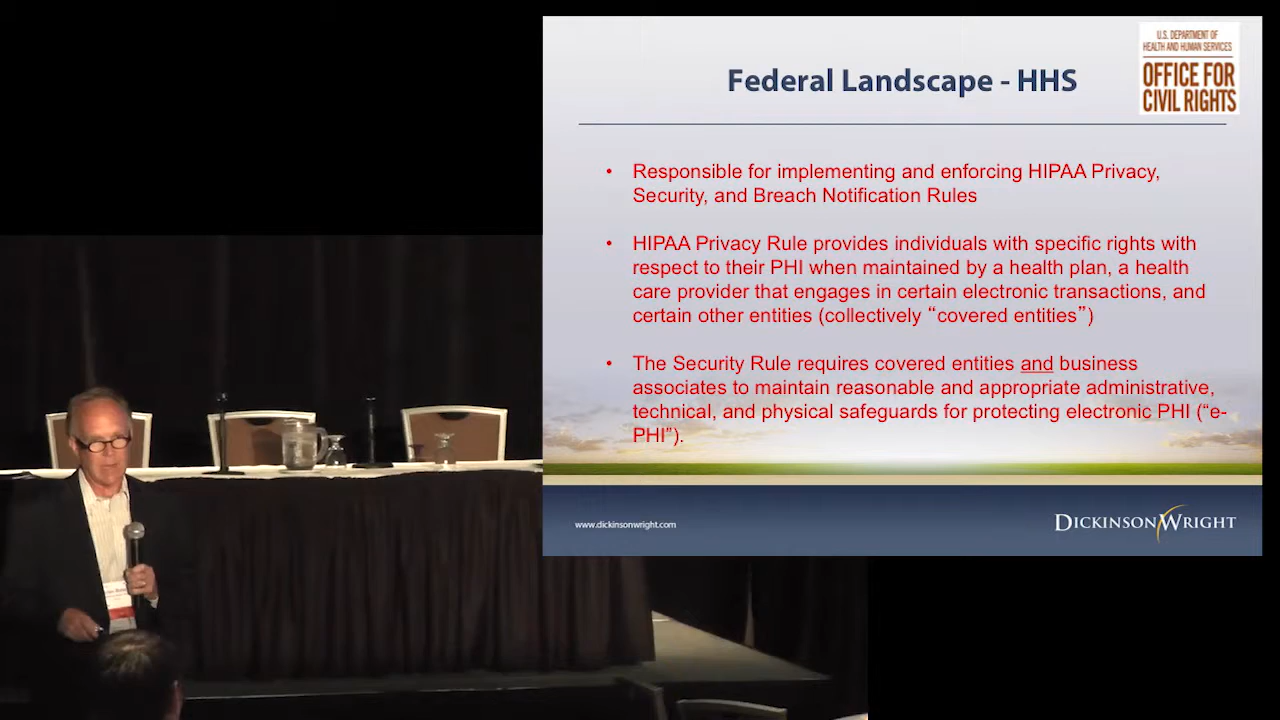 U.S. DEPARTMENT OF
HEALTH AND HUMAN SERVICES
OFFICE FOR
CIVIL RIGHTS
Federal Landscape - HHS
• Responsible for implementing and enforcing HIPAA Privacy,
Security, and Breach Notification Rules
• HIPAA Privacy Rule provides individuals with specific rights with
respect to their PHI when maintained by a health plan, a health
care provider that engages in certain electronic transactions, and
certain other entities (collectively “covered entities”)
• The Security Rule requires covered entities and business
associates to maintain reasonable and appropriate administrative,
technical, and physical safeguards for protecting electronic PHI (“e-
PHI”).
www.dickinsonwright.com
DICKINSON WRIGHT